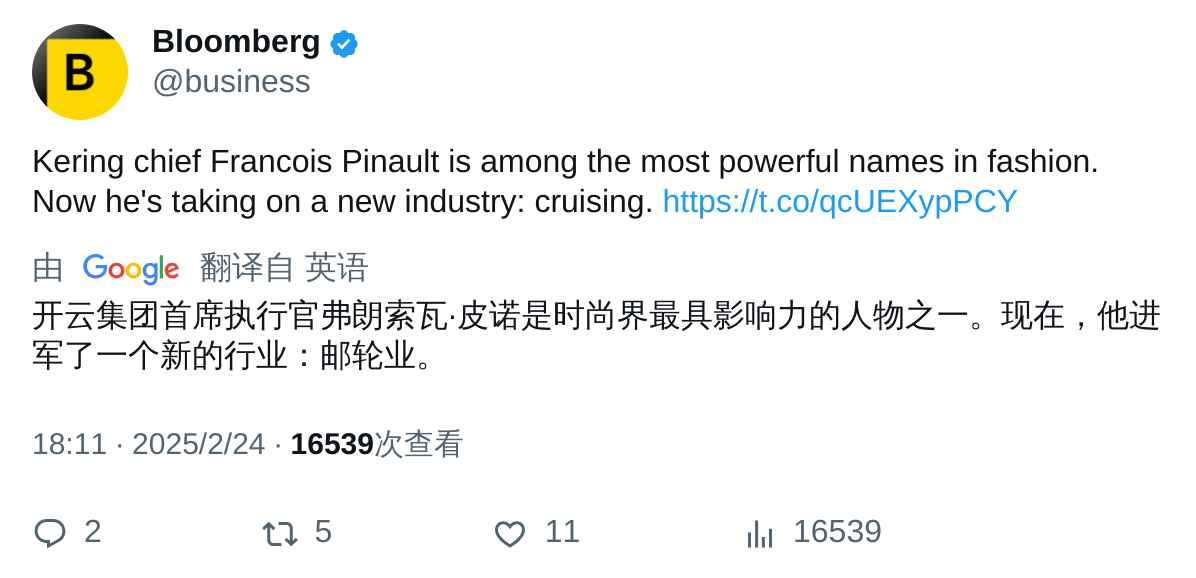 B
Bloomberg
@business
Kering chief Francois Pinault is among the most powerful names in fashion.
Now he's taking on a new industry: cruising. https://t.co/qcUEXypPCY
由 Google 翻译自 英语
开云集团首席执行官弗朗索瓦·皮诺是时尚界最具影响力的人物之一。现在，他进
军了一个新的行业：邮轮业。
18:11 · 2025/2/24 · 16539次查看
2 5 11 16539